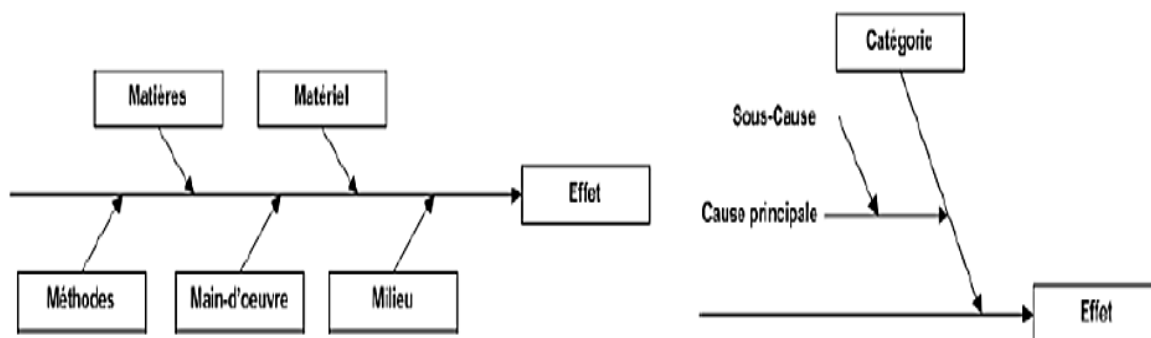 Matières
Matériel
Effet
Méthodes
Main-d'œuvre
Milieu
Catégorie
Sous-Cause
Cause principale
Effet